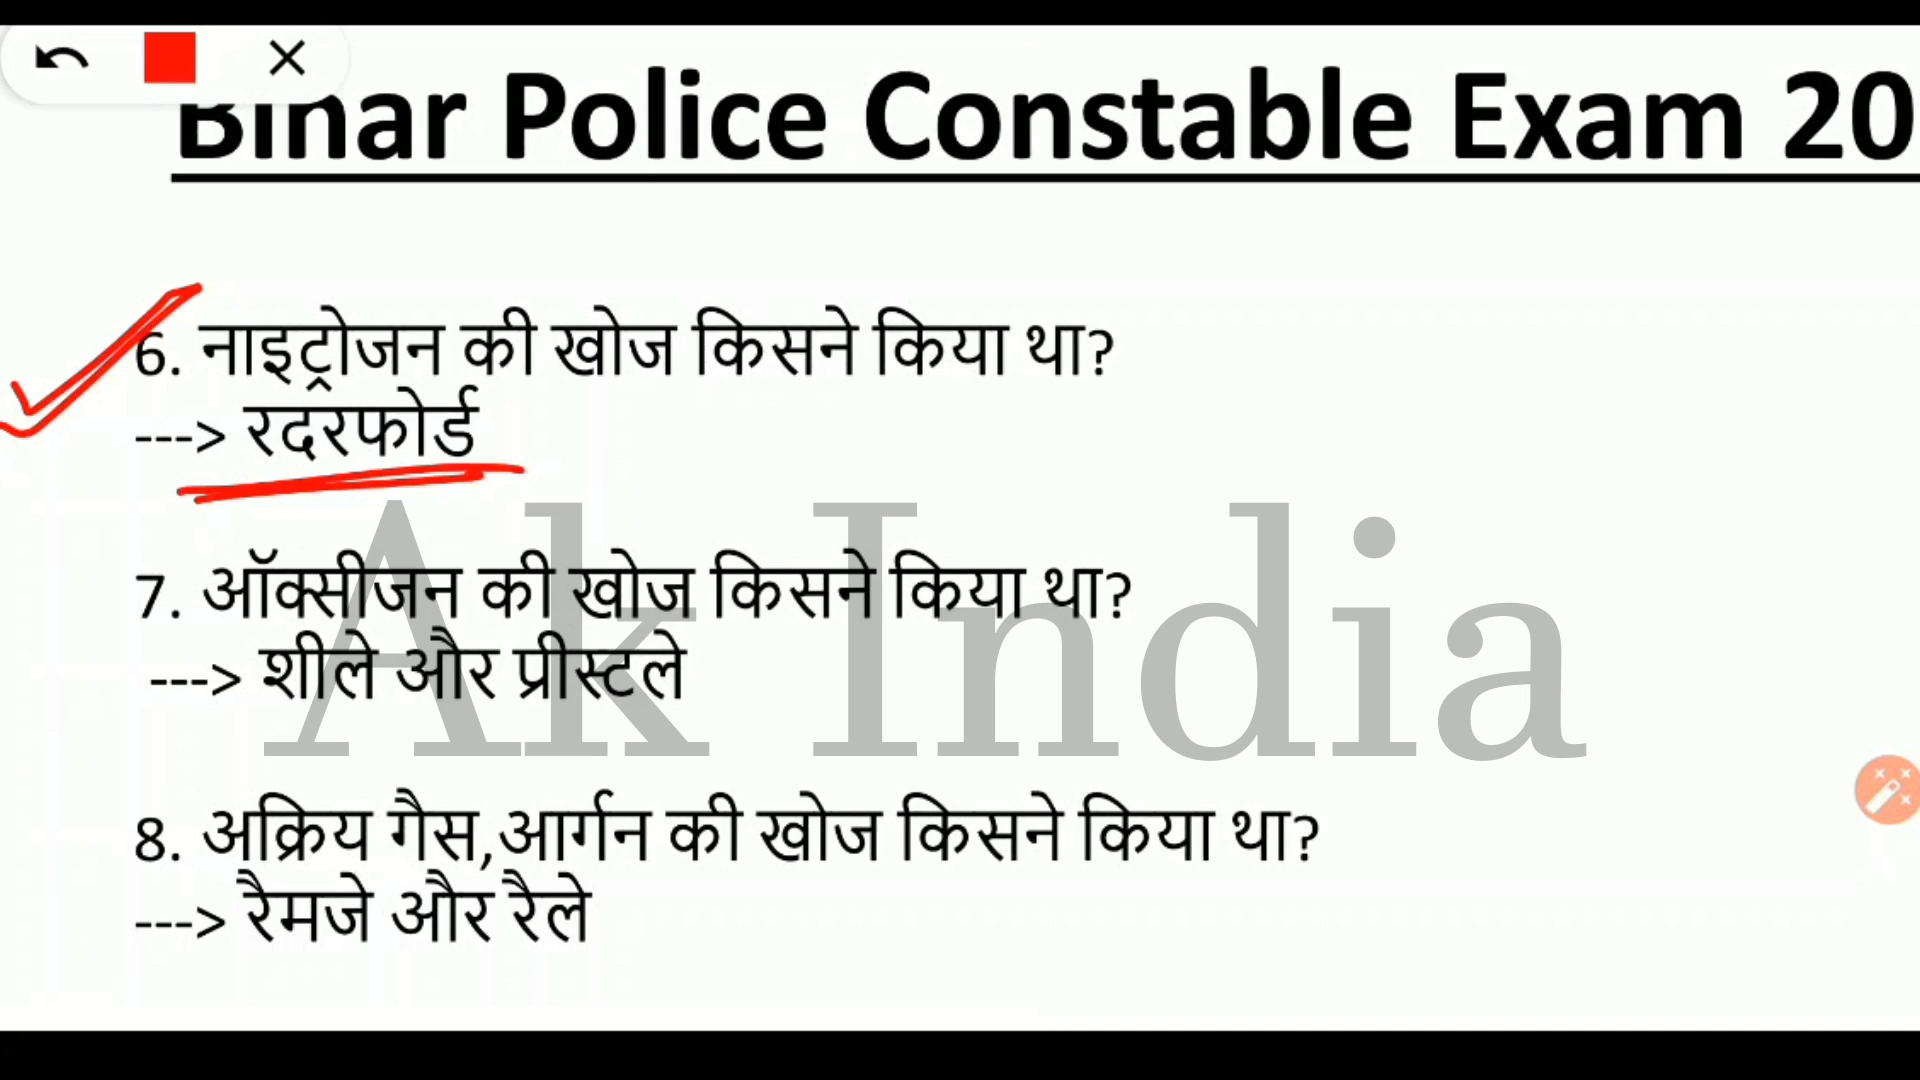 Bihar Police Constable Exam 20
6. नाइट्रोजन की खोज किसने किया था?
---> रदरफोर्ड
Ak India
7. ऑक्सीजन की खोज किसने किया था?
---> शीले और प्रीस्टले
8. अक्रिय गैस,आर्गन की खोज किसने किया था?
---> रैमजे और रैले